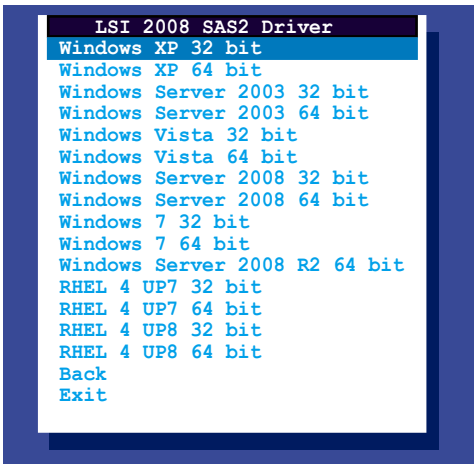 LSI 2008 SAS2 Driver
Windows XP 32 bit
Windows XP 64 bit
Windows Server 2003 32 bit
Windows Server 2003 64 bit
Windows Vista 32 bit
Windows Vista 64 bit
Windows Server 2008 32 bit
Windows Server 2008 64 bit
Windows 7 32 bit
Windows 7 64 bit
Windows Server 2008 R2 64 bit
RHEL 4 UP7 32 bit
RHEL 4 UP7 64 bit
RHEL 4 UP8 32 bit
RHEL 4 UP8 64 bit
Back
Exit